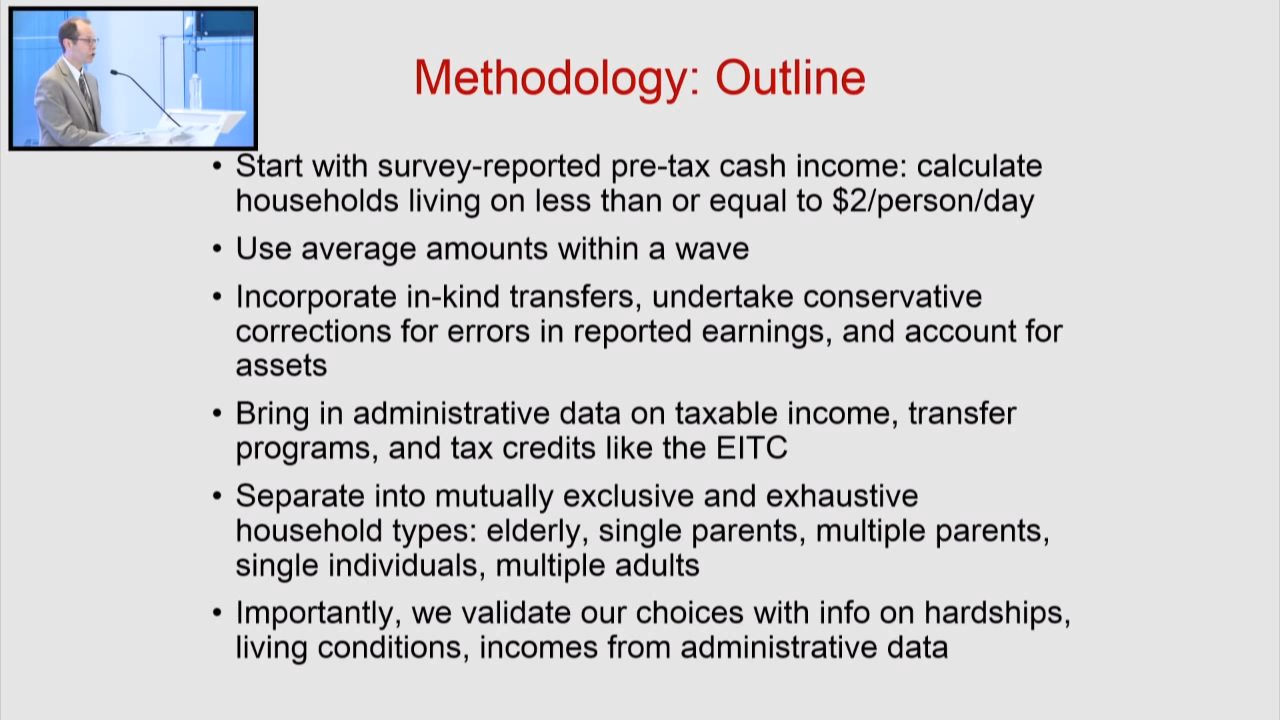 Methodology: Outline
• Start with survey-reported pre-tax cash income: calculate
households living on less than or equal to $2/person/day
• Use average amounts within a wave
• Incorporate in-kind transfers, undertake conservative
corrections for errors in reported earnings, and account for
assets
• Bring in administrative data on taxable income, transfer
programs, and tax credits like the EITC
• Separate into mutually exclusive and exhaustive
household types: elderly, single parents, multiple parents,
single individuals, multiple adults
• Importantly, we validate our choices with info on hardships,
living conditions, incomes from administrative data